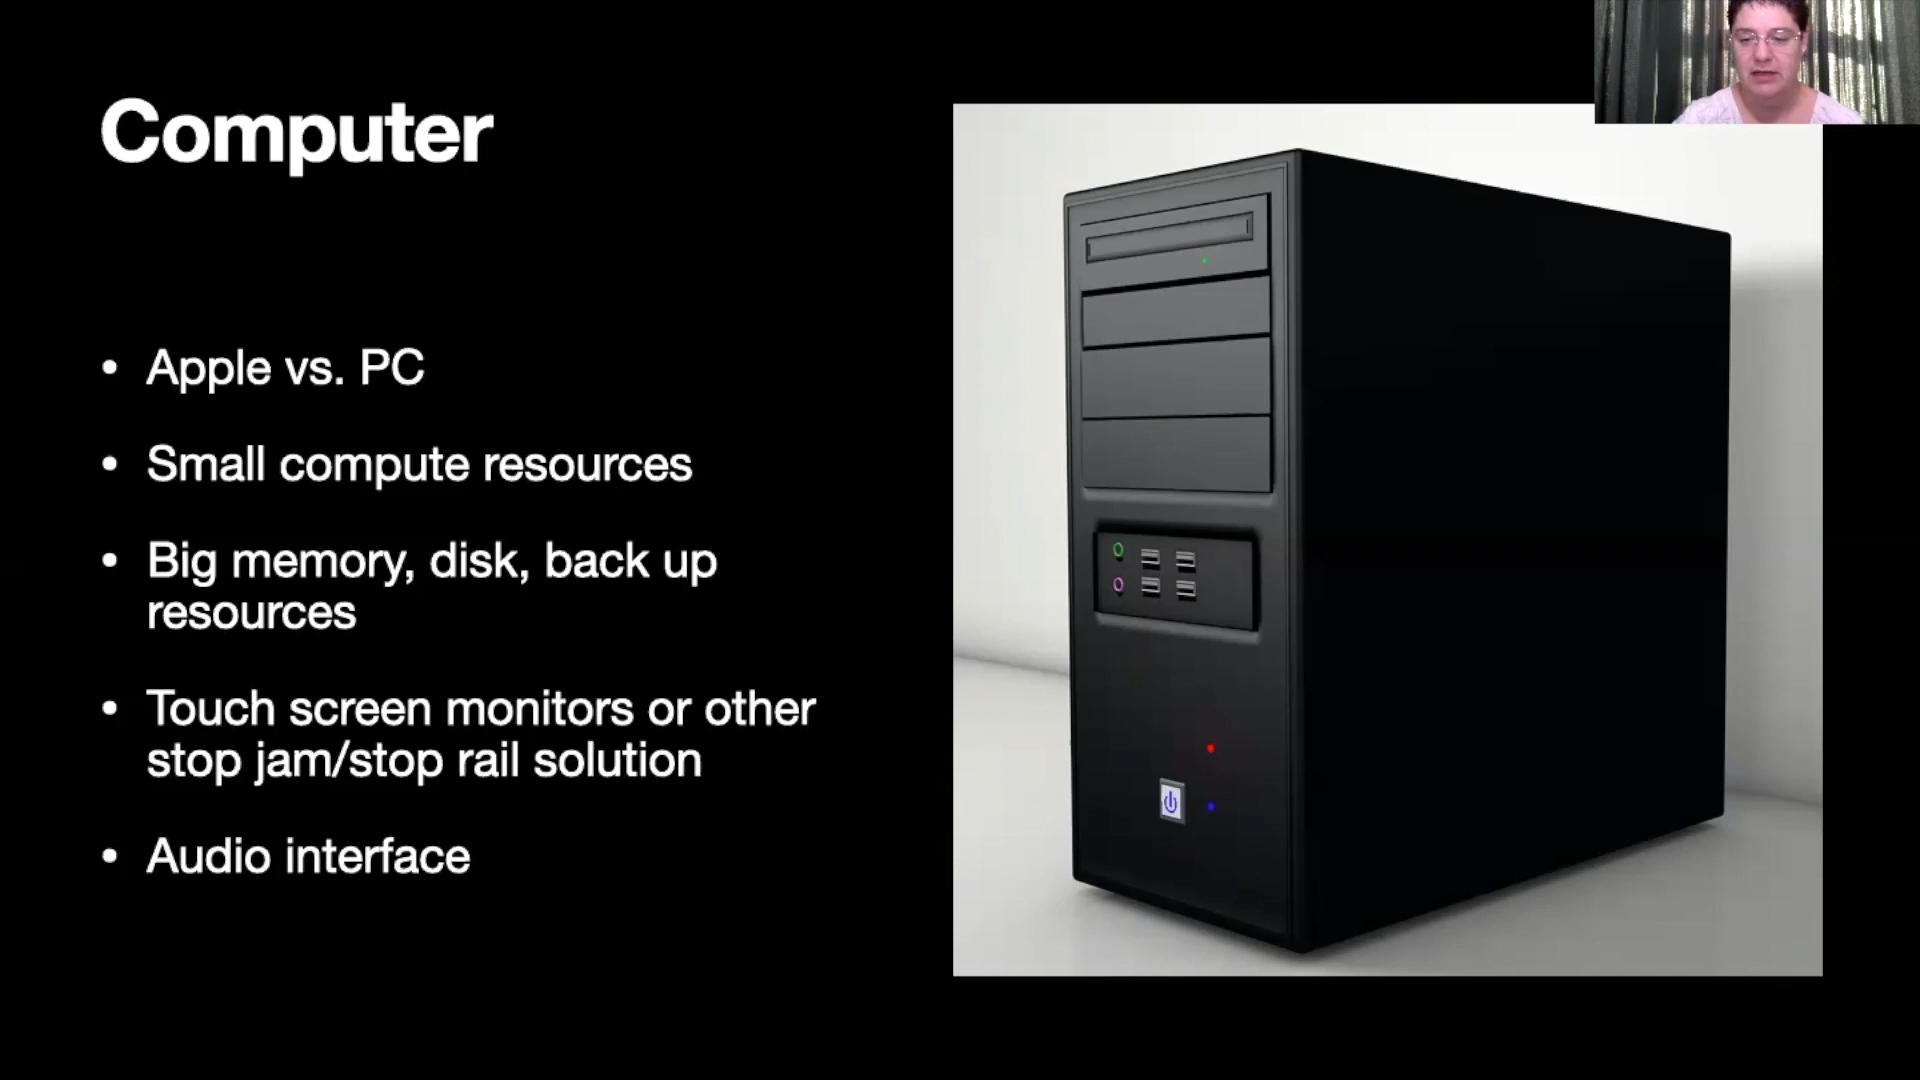 Computer
• Apple vs. PC
• Small compute resources
• Big memory, disk, back up
resources
• Touch screen monitors or other
stop jam/stop rail solution
• Audio interface